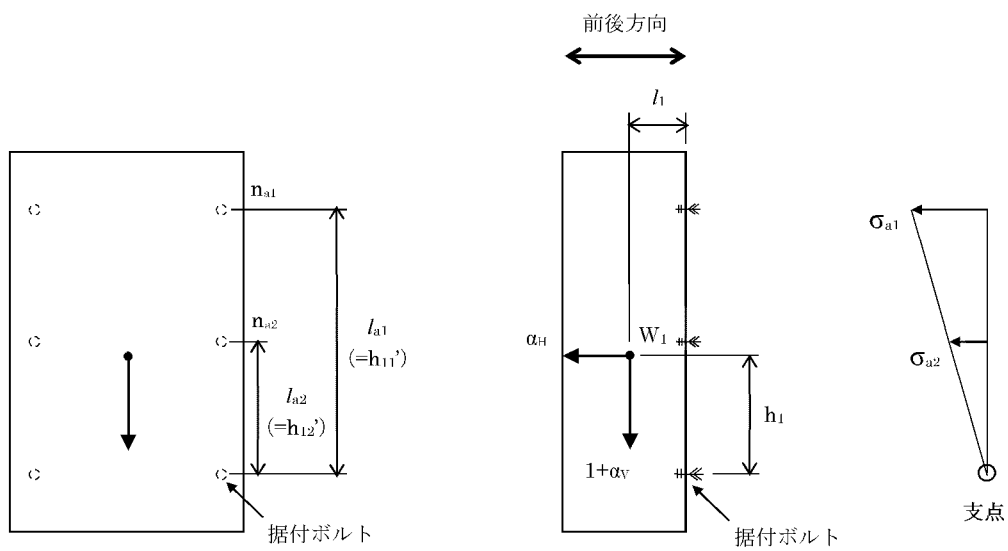 前後方向
l1
na1
σa1
na2
la1
(=h11')
αH
W1
la2
(=h12')
σa2
h1
1+αV
支点
据付ボルト
据付ボルト